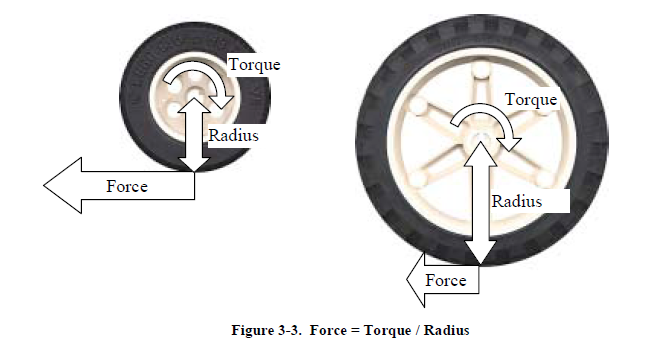 Torque
Radius
Force
Torque
Radius
Force
Figure 3-3. Force = Torque / Radius